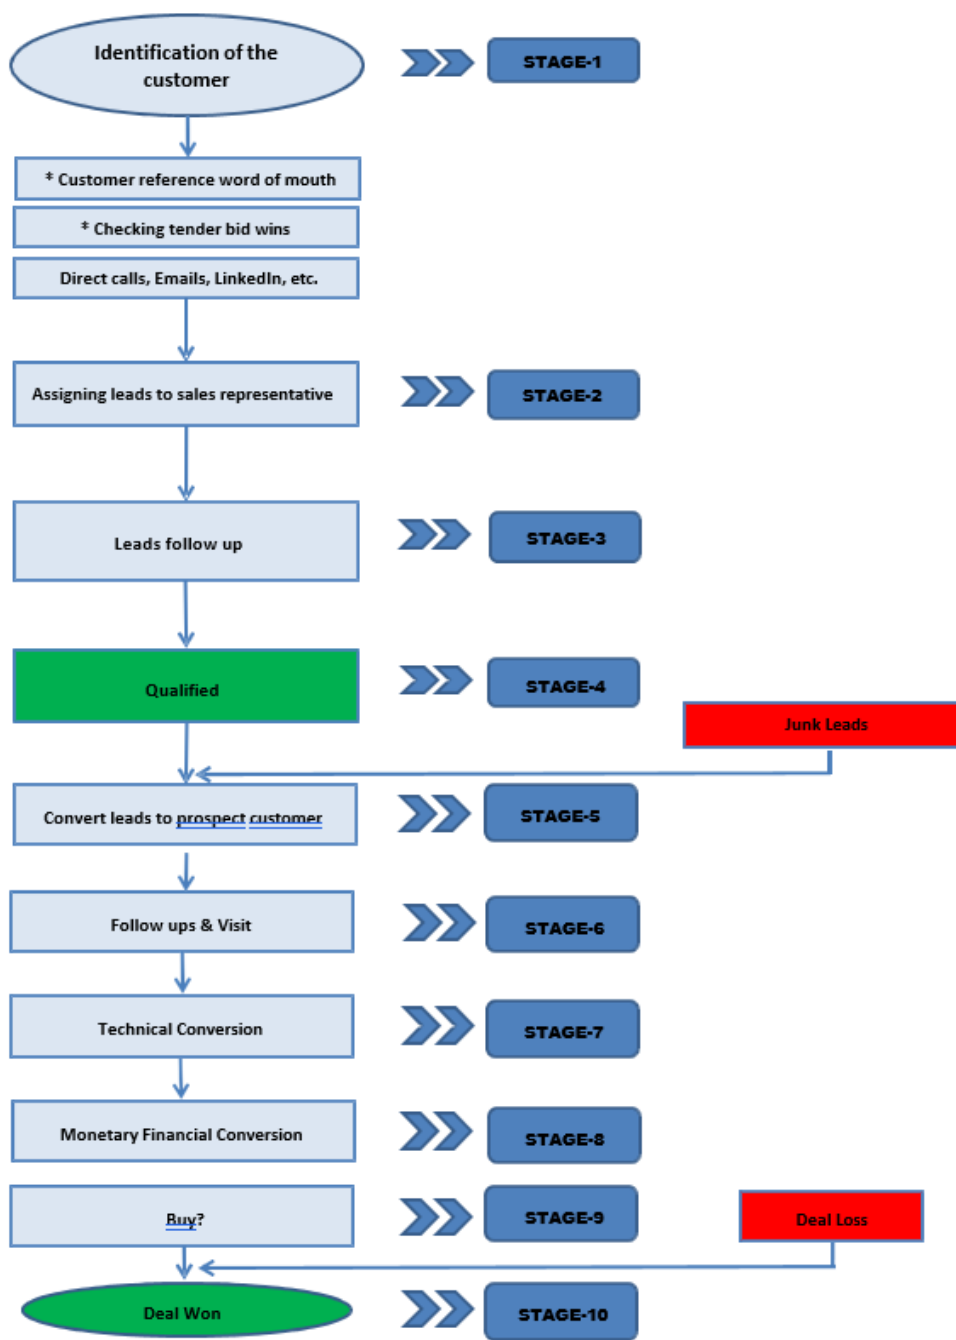 Identification of the
customer
STAGE-1
* Customer reference word of mouth
* Checking tender bid wins
Direct calls, Emails, LinkedIn, etc.
Assigning leads to sales representative
STAGE-2
Leads follow up
STAGE-3
Qualified
STAGE-4
Junk Leads
Convert leads to prospect customer
STAGE-5
Follow ups & Visit
STAGE-6
Technical Conversion
STAGE-7
Monetary Financial Conversion
STAGE-8
Buy?
STAGE-9
Deal Loss
Deal Won
STAGE-10